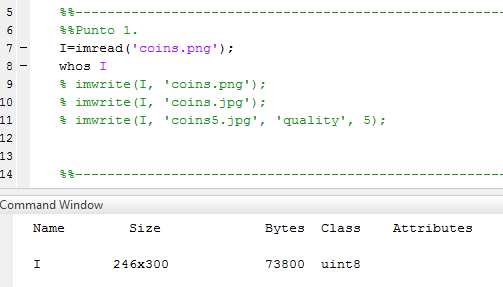 5 %%------------------------------------------------------
6 %%Punto 1.
7 – I=imread('coins.png');
8 – whos I
9 % imwrite(I, 'coins.png');
10 % imwrite(I, 'coins.jpg');
11 % imwrite(I, 'coins5.jpg', 'quality', 5);
12
13
14 %%------------------------------------------------------
Command Window
Name Size Bytes Class Attributes
I 246x300 73800 uint8